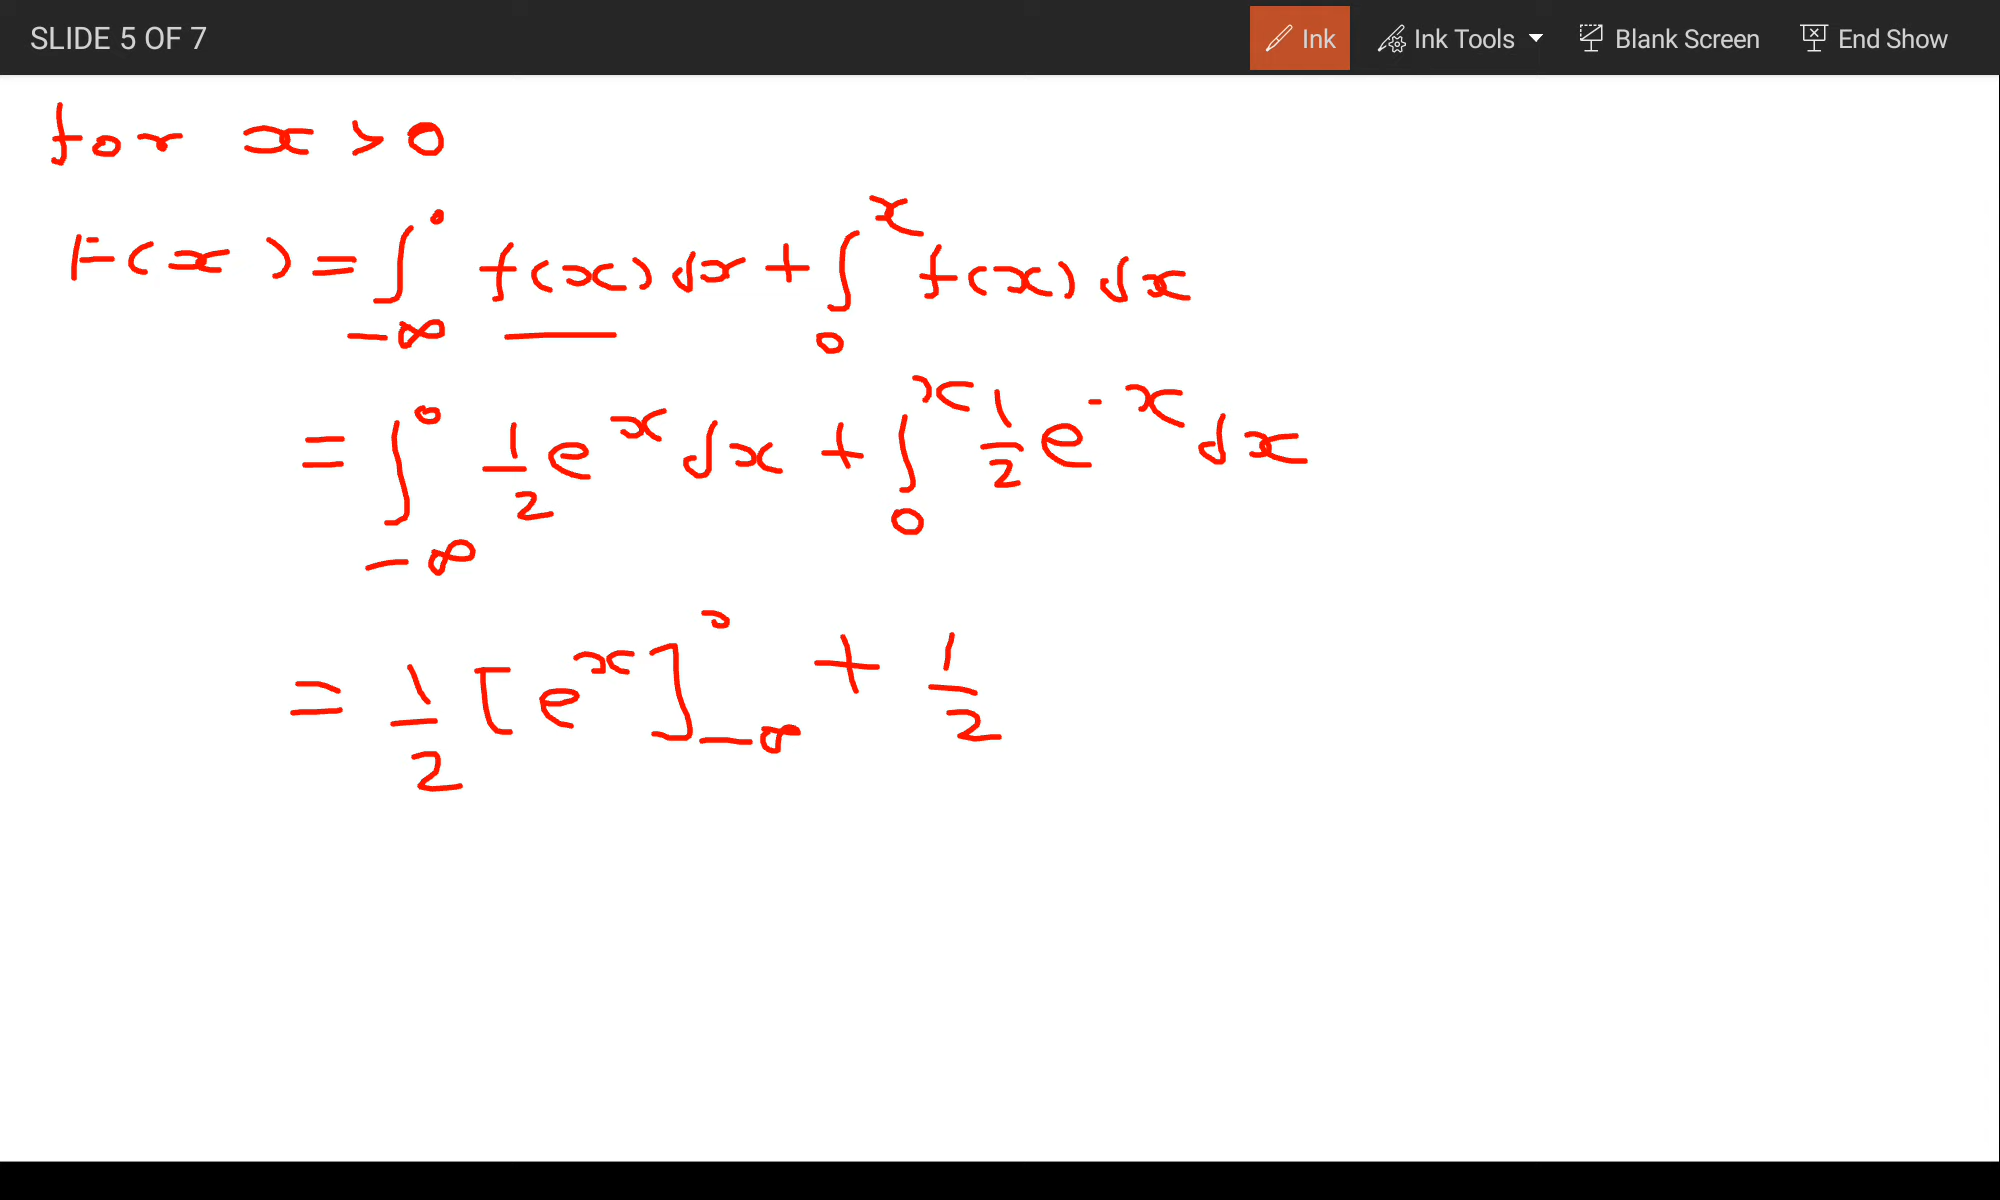 SLIDE 5 OF 7 Ink Ink Tools Blank Screen End Show
for x > 0
F(x) = ∫_{-∞}^{0} f(x) dx + ∫_{0}^{x} f(x) dx
= ∫_{-∞}^{0} 1/2 e^{x} dx + ∫_{0}^{x} 1/2 e^{-x} dx
= 1/2 [e^{x}]_{-∞}^{0} + 1/2